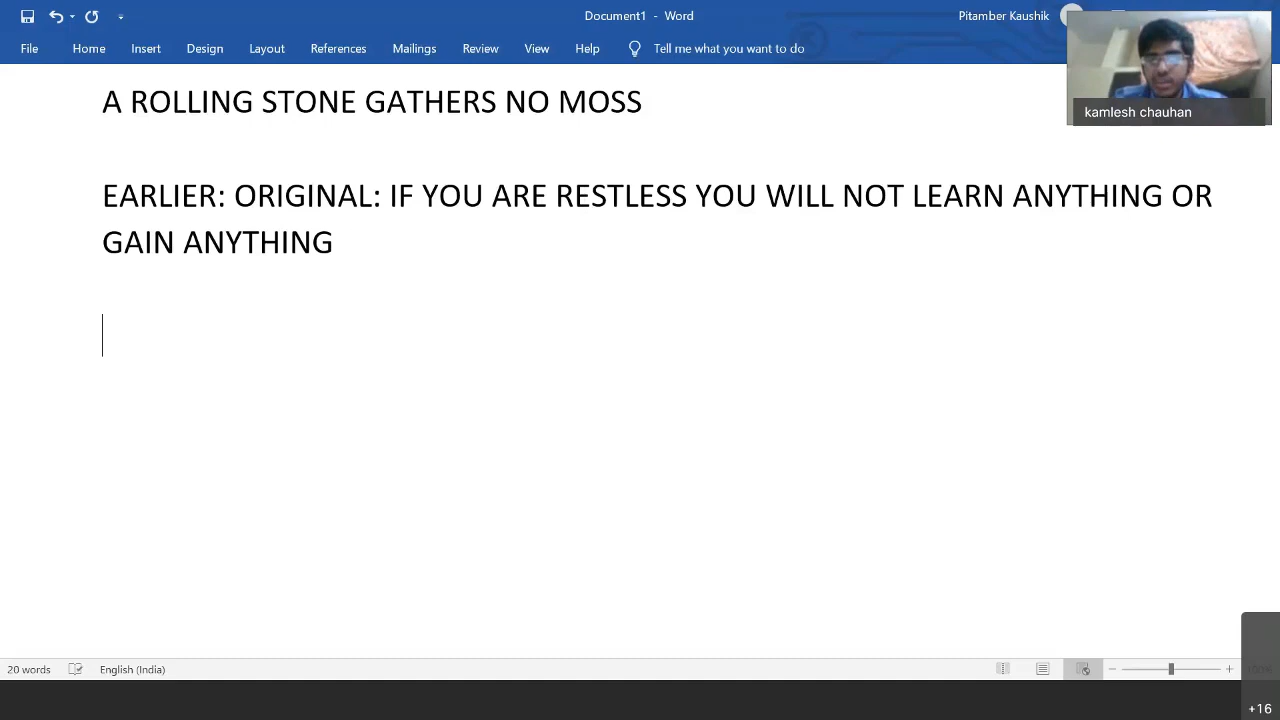 Document1 - Word
Pitamber Kaushik
File Home Insert Design Layout References Mailings Review View Help Tell me what you want to do
kamlesh chauhan
A ROLLING STONE GATHERS NO MOSS
EARLIER: ORIGINAL: IF YOU ARE RESTLESS YOU WILL NOT LEARN ANYTHING OR
GAIN ANYTHING
20 words English (India)
+16